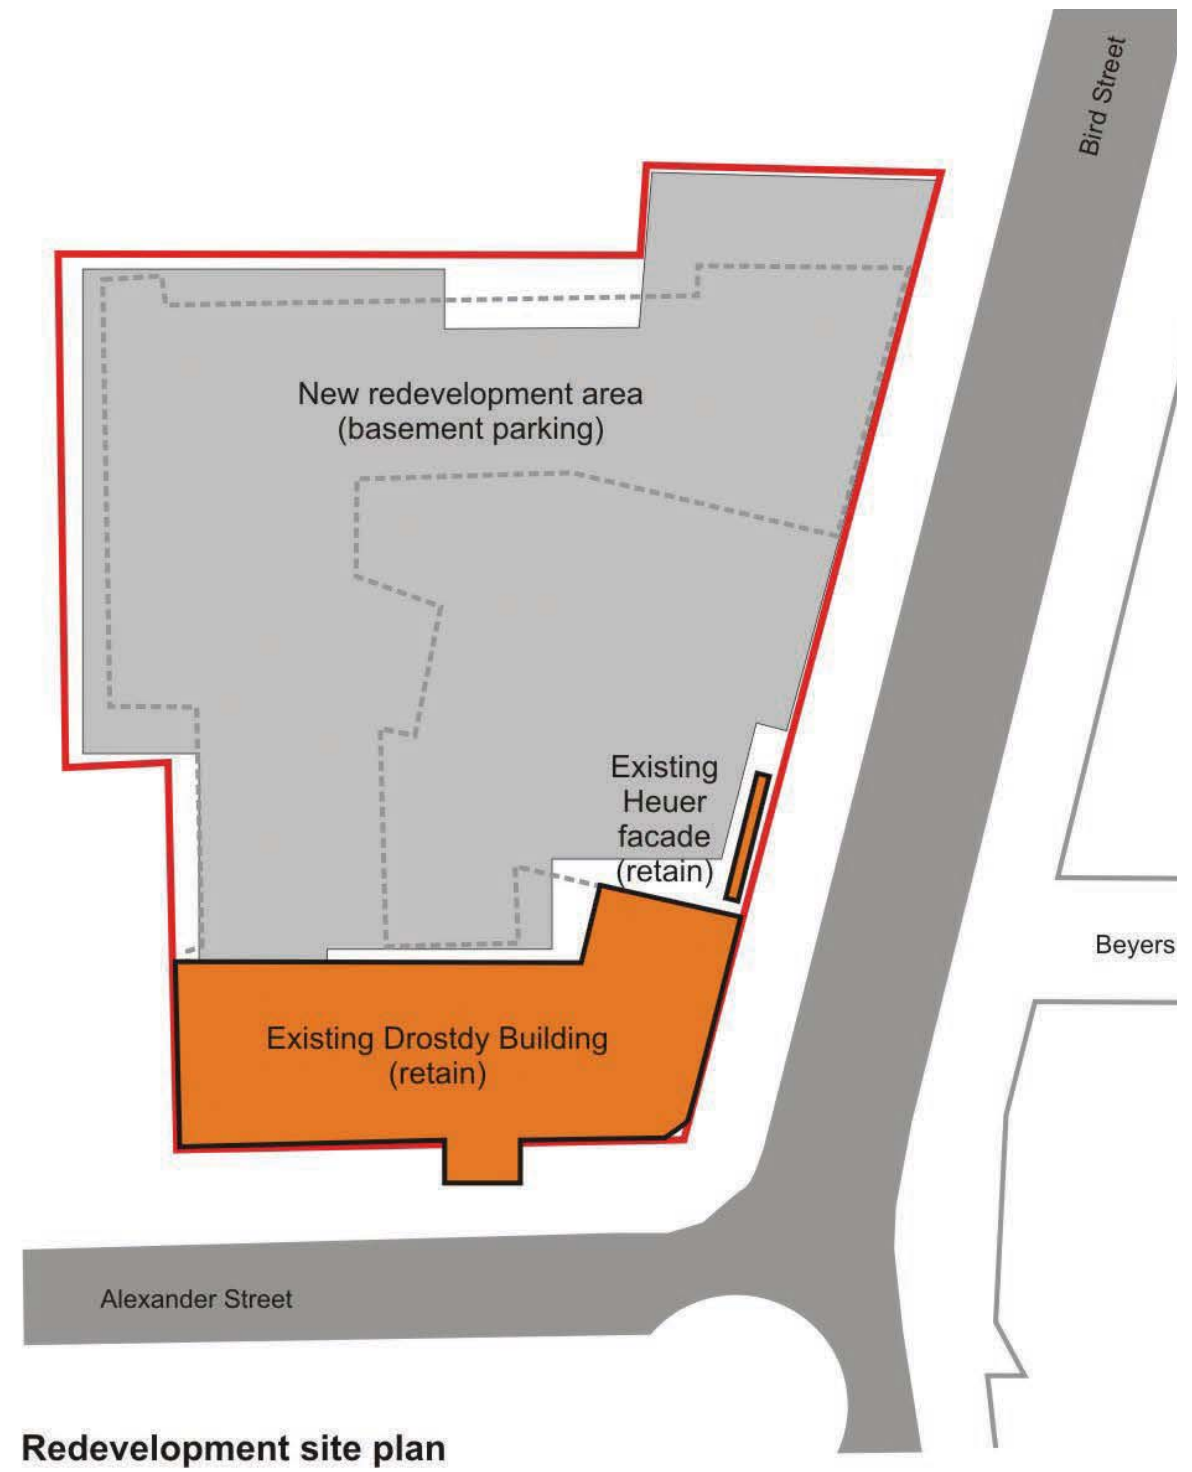 Bird Street
New redevelopment area
(basement parking)
Existing
Heuer
facade
(retain)
Beyers
Existing Drostdy Building
(retain)
Alexander Street
Redevelopment site plan